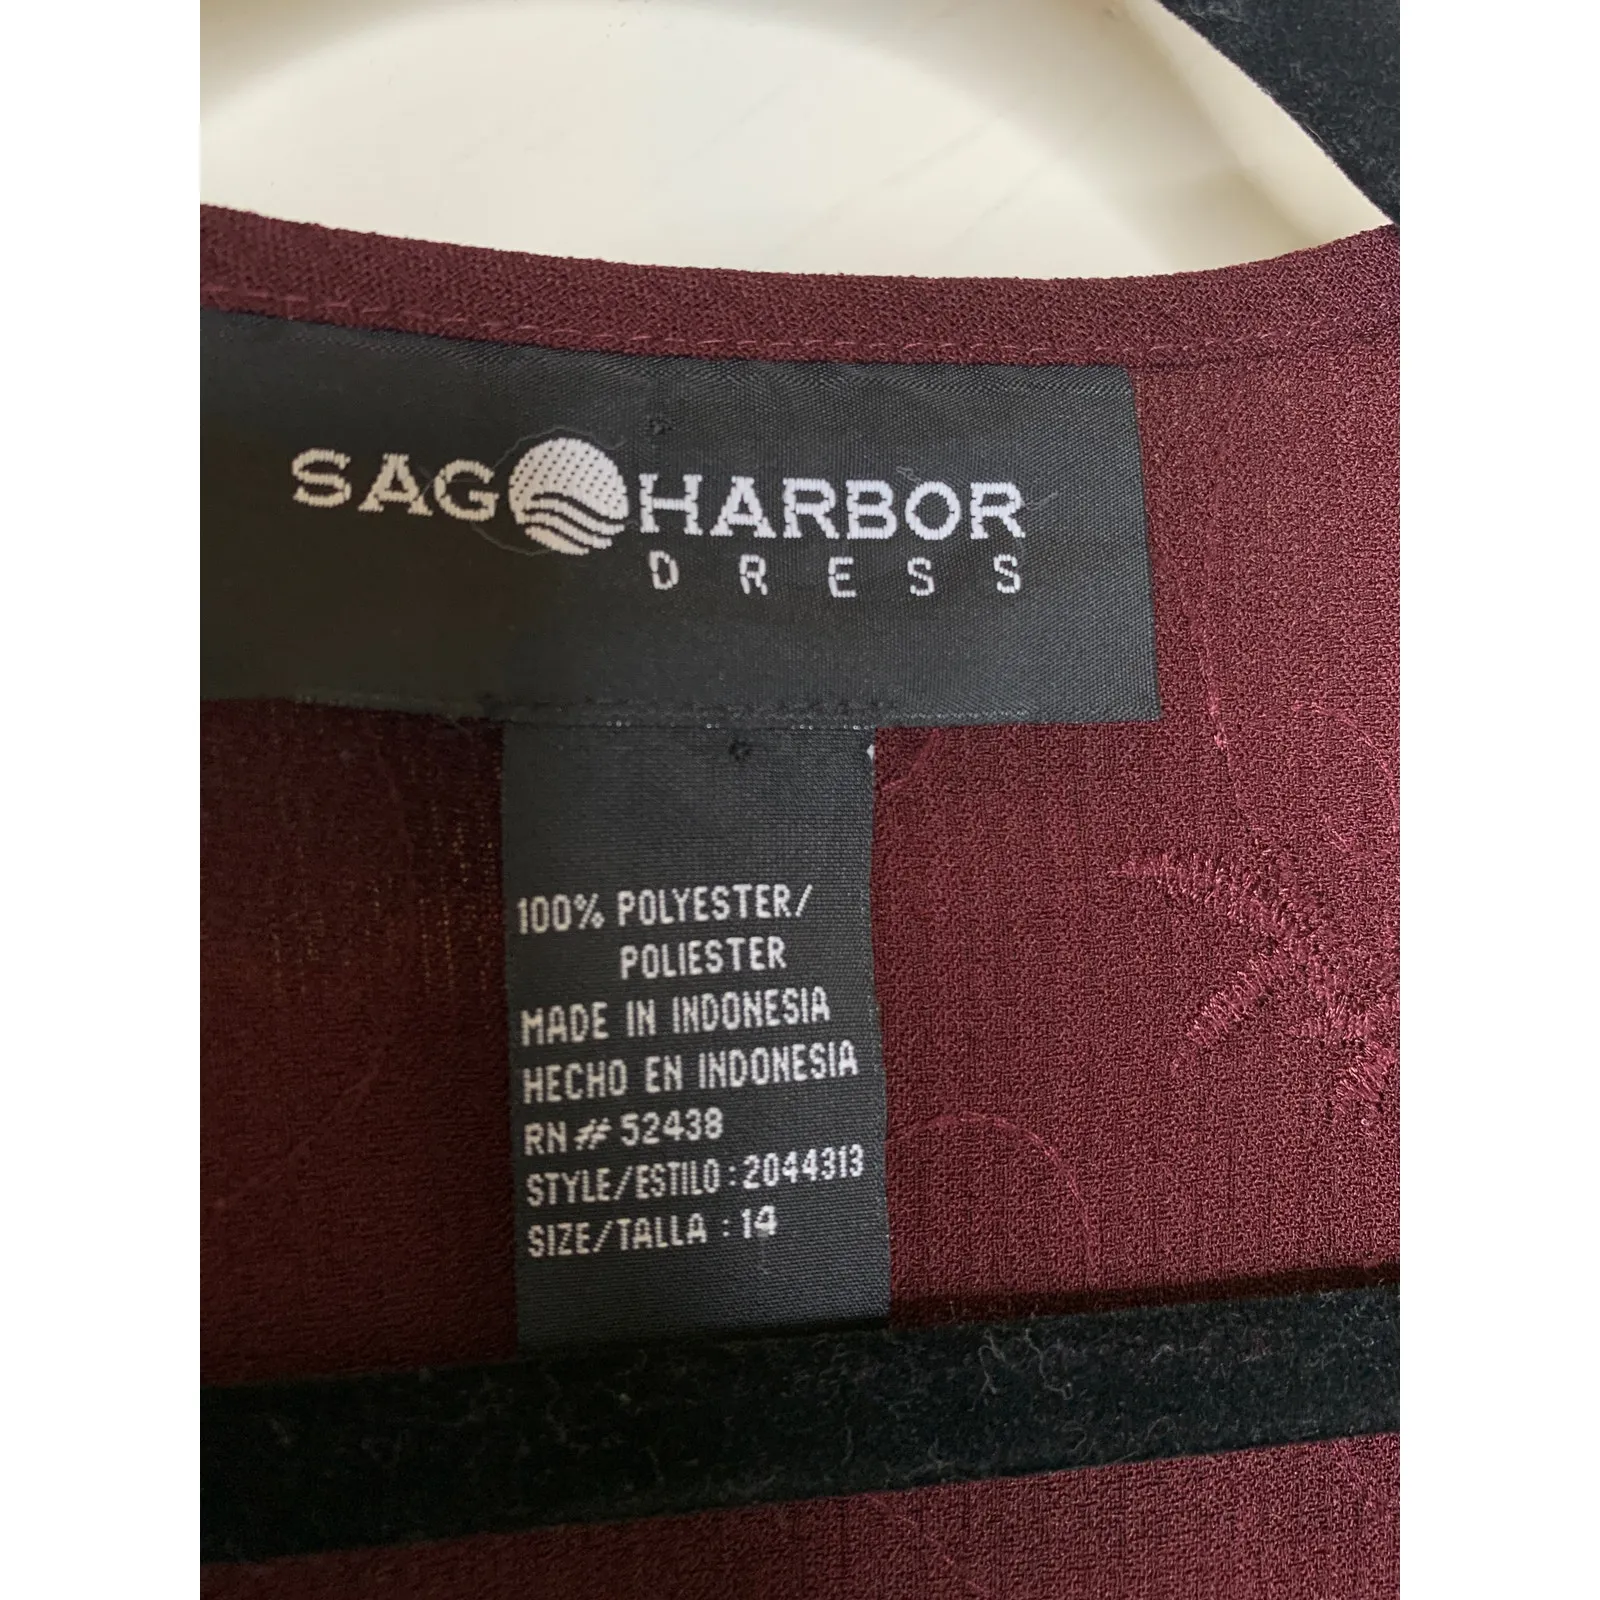 SAG HARBOR
DRESS
100% POLYESTER/
POLIESTER
MADE IN INDONESIA
HECHO EN INDONESIA
RN# 52438
STYLE/ESTILO : 2044313
SIZE/TALLA : 14